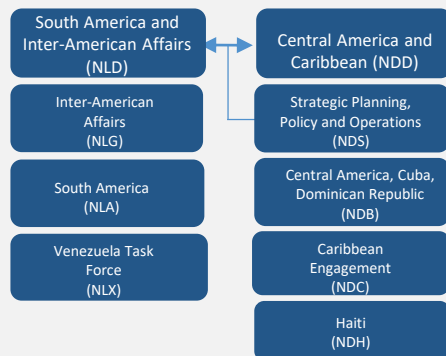 South America and
Inter-American Affairs
(NLD)
Inter-American
Affairs
(NLG)
South America
(NLA)
Venezuela Task
Force
(NLX)
Central America and
Caribbean (NDD)
Strategic Planning,
Policy and Operations
(NDS)
Central America, Cuba,
Dominican Republic
(NDB)
Caribbean
Engagement
(NDC)
Haiti
(NDH)